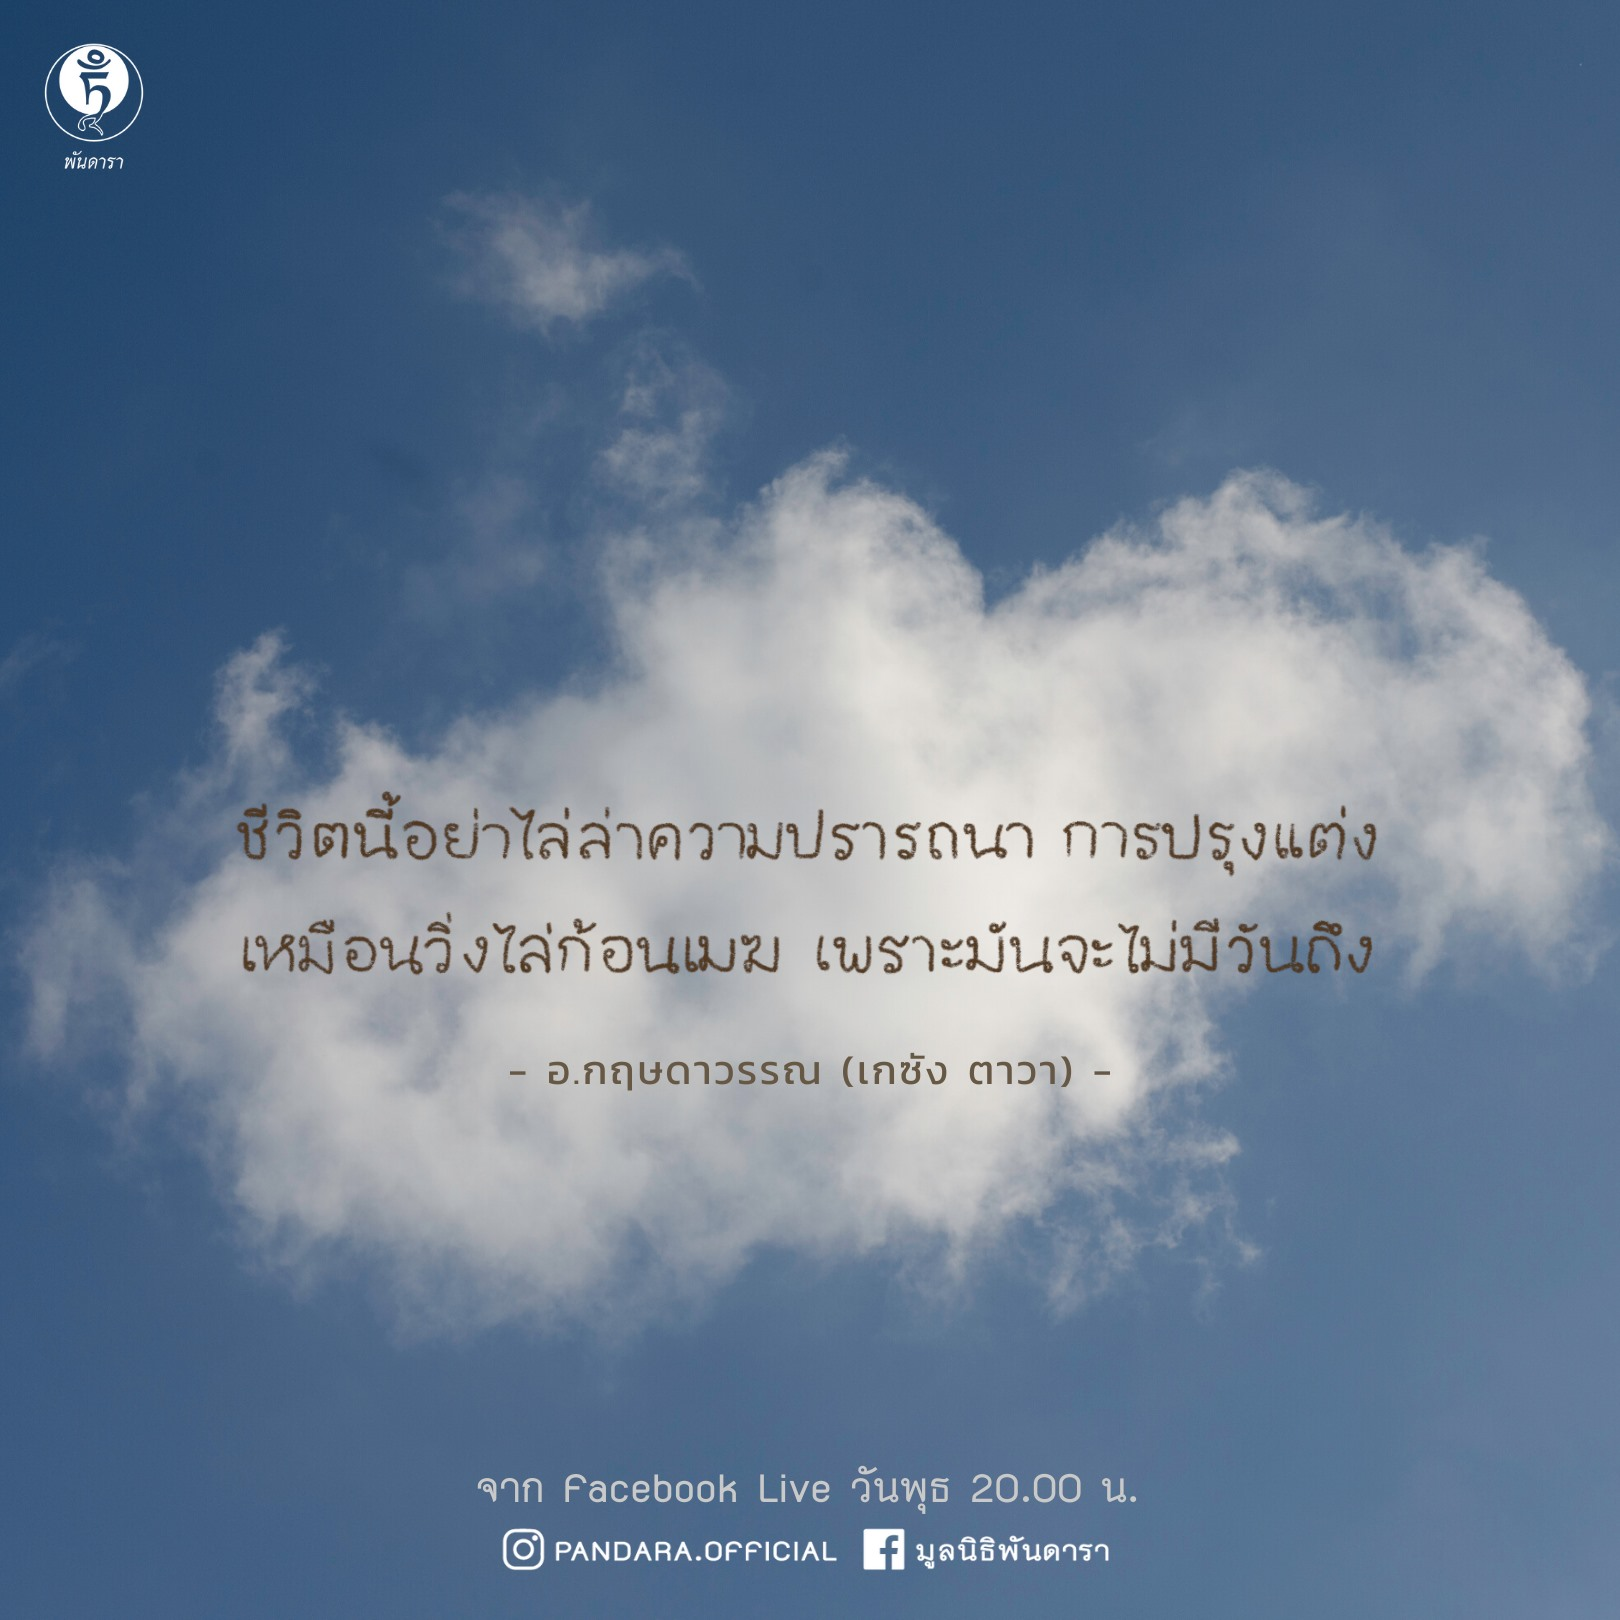 พันดารา
ชีวิตนี้อย่าไล่ล่าความปรารถนา การปรุงแต่ง
เหมือนวิ่งไล่ก้อนเมฆ เพราะมันจะไม่มีวันถึง
- อ.กฤษดาวรรณ (เกซัง ตาวา) -
จาก Facebook Live วันพุธ 20.00 น.
PANDARA.OFFICIAL มูลนิธิพันดารา